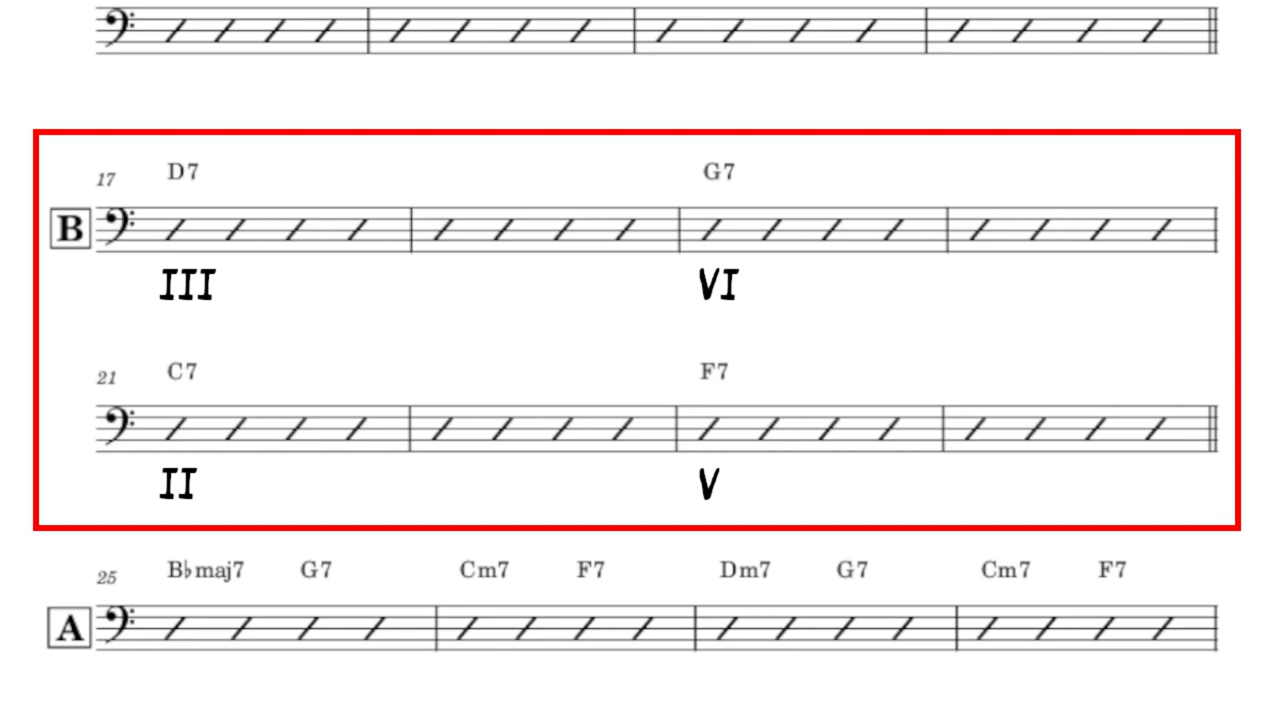 17 D7 G7
B
III VI
21 C7 F7
II V
25 B♭maj7 G7 Cm7 F7 Dm7 G7 Cm7 F7
A